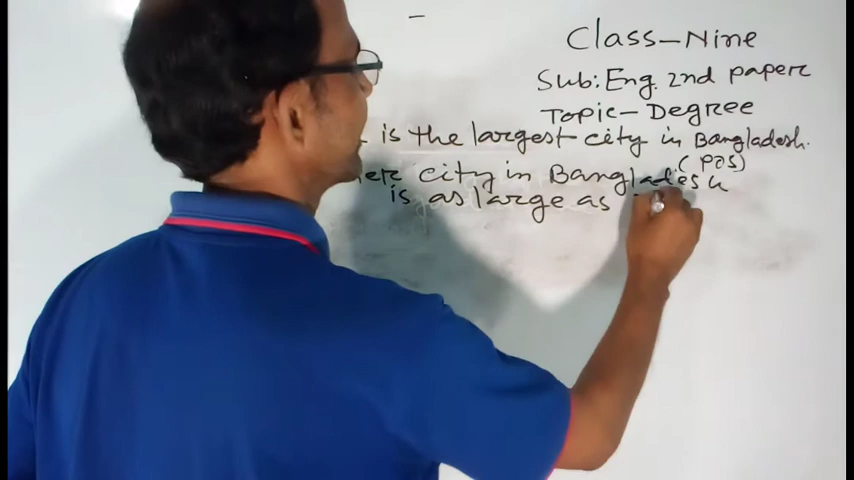 Class-Nine
Sub: Eng. 2nd paper
Topic- Degree
is the largest city in Bangladesh.
(pos)
city in Bangladesh
is as large as